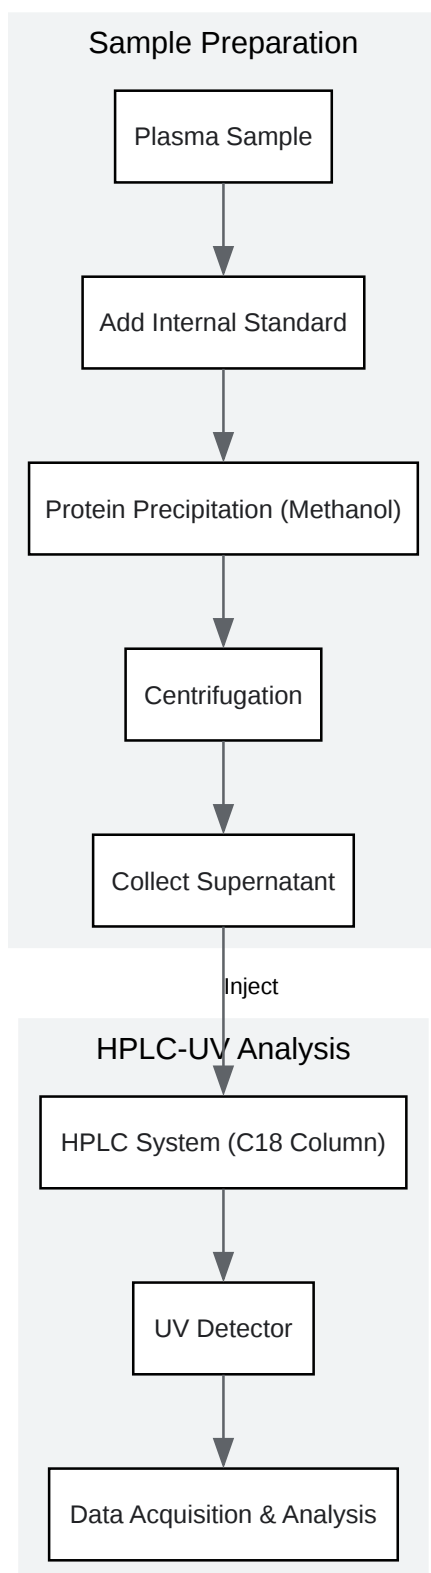 Sample Preparation
Plasma Sample
Add Internal Standard
Protein Precipitation (Methanol)
Centrifugation
Collect Supernatant
Inject
HPLC-UV Analysis
HPLC System (C18 Column)
UV Detector
Data Acquisition & Analysis